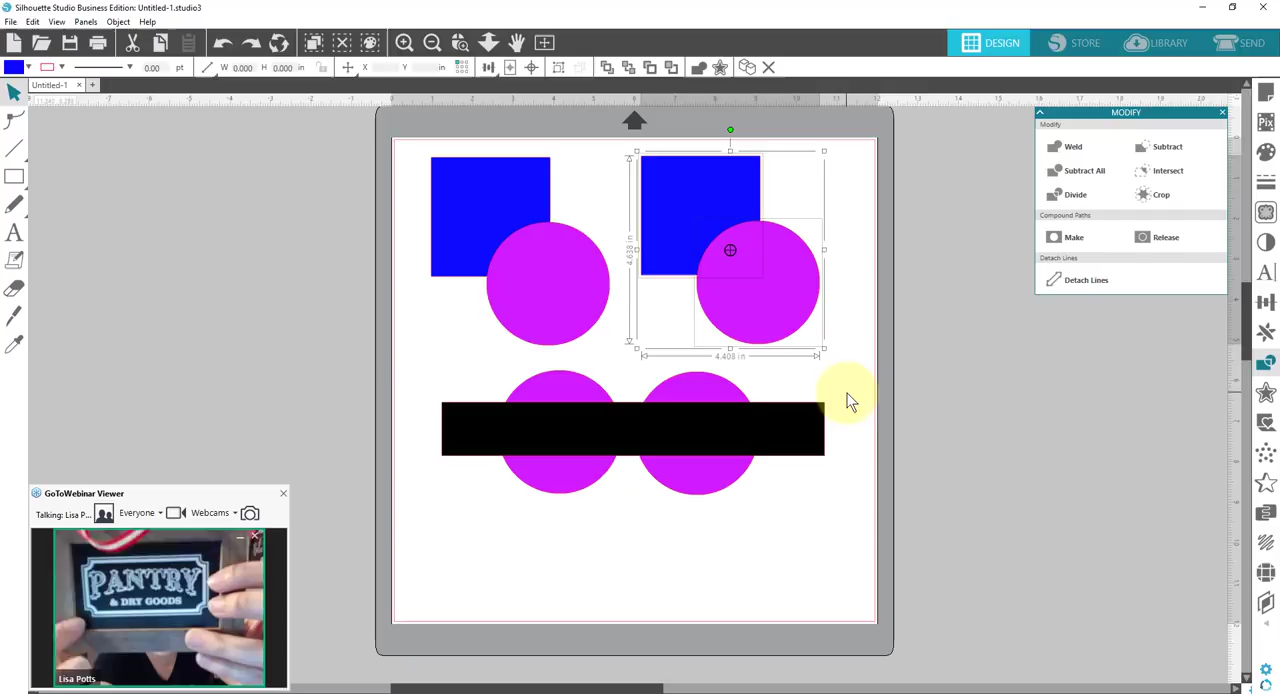 Silhouette Studio Business Edition: Untitled-1.studio3
File Edit View Panels Object Help
DESIGN STORE LIBRARY SEND
0.00 pt W 0.000 H 0.000 in X Y in
Untitled-1
MODIFY
Modify
Weld Subtract
Subtract All Intersect
Divide Crop
Compound Paths
Make Release
Detach Lines
Detach Lines
4.638 in
4.408 in
GoToWebinar Viewer
Talking: Lisa P... Everyone Webcams
PANTRY
& DRY GOODS
Lisa Potts